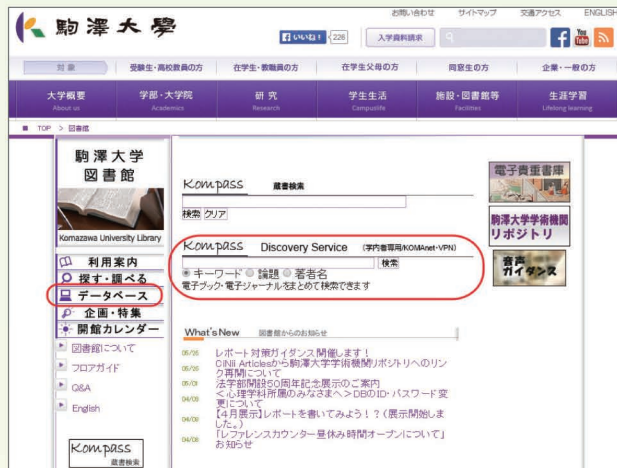 お問い合わせ サイトマップ 交通アクセス ENGLISH
駒澤大學
いいね! 226 入学資料請求
You Tube
対象 受験生・高校教員の方 在学生・教職員の方 在学生父母の方 同窓生の方 企業・一般の方
大学概要 学部・大学院 研究 学生生活 施設・図書館等 生涯学習
About us Academics Research Campuslife Facilities Lifelong learning
TOP > 図書館
駒澤大学
図書館
Komazawa University Library
利用案内
探す・調べる
データベース
企画・特集
開館カレンダー
図書館について
フロアガイド
Q&A
English
Kompass
蔵書検索
Kompass 蔵書検索
検索 クリア
Kompass Discovery Service (学内者専用/KOMAnet-VPN)
検索
キーワード 論題 著者名
電子ブック・電子ジャーナルをまとめて検索できます
What's New 図書館からのお知らせ
05/26 レポート対策ガイダンス開催します!
05/25 CiNii Articlesから駒澤大学学術機関リポジトリへのリン
ク再開について
05/01 法学部開設50周年記念展示のご案内
04/09 <心理学科所属のみなさまへ>DBのID・パスワード変
更について
04/09 【4月展示】レポートを書いてみよう!?(展示開始しま
した。)
04/08 「レファレンスカウンター昼休み時間オープンについて」
お知らせ
電子貴重書庫
駒澤大学学術機関
リポジトリ
音声
ガイダンス